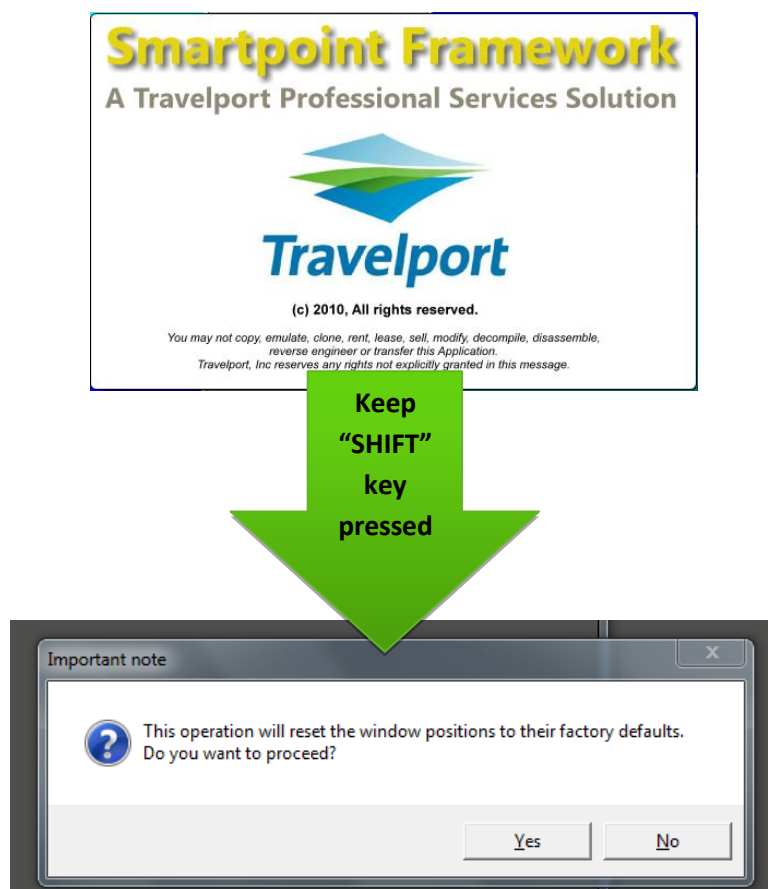 Smartpoint Framework
A Travelport Professional Services Solution
Travelport
(c) 2010, All rights reserved.
You may not copy, emulate, clone, rent, lease, sell, modify, decompile, disassemble,
reverse engineer or transfer this Application.
Travelport, Inc reserves any rights not explicitly granted in this message.
Keep
“SHIFT”
key
pressed
Important note
X
This operation will reset the window positions to their factory defaults.
Do you want to proceed?
Yes
No